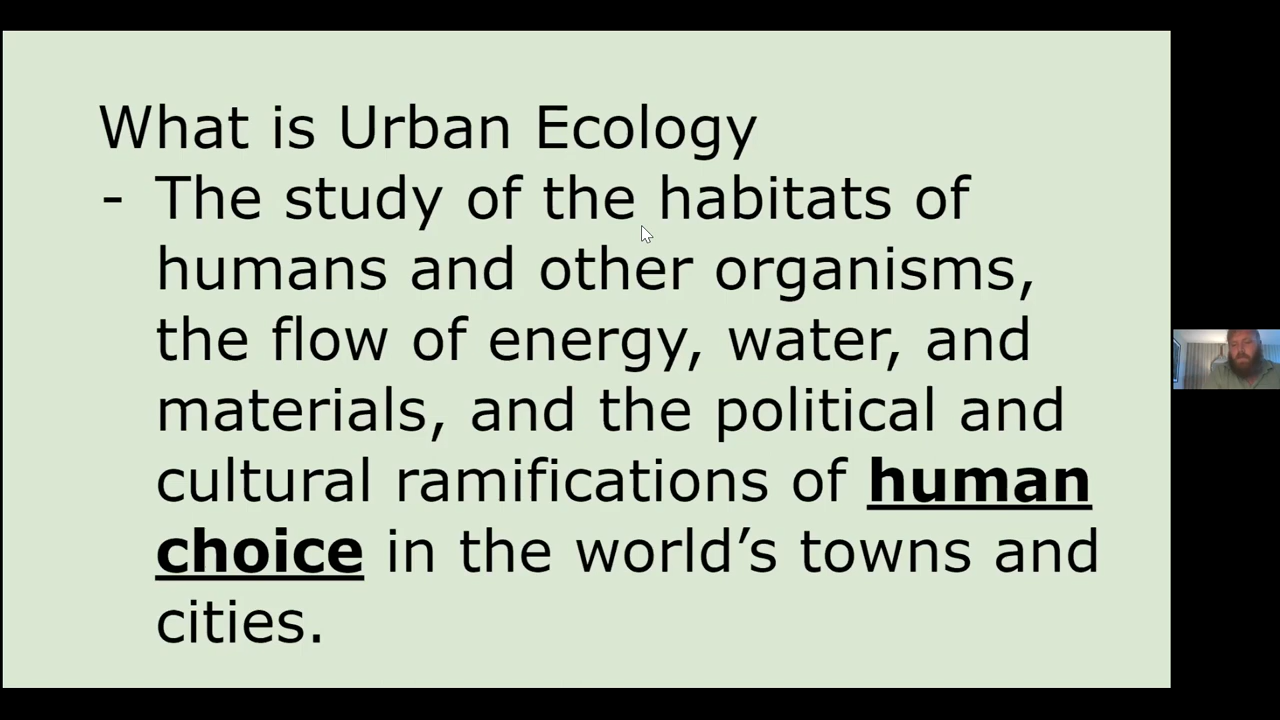 What is Urban Ecology
- The study of the habitats of
humans and other organisms,
the flow of energy, water, and
materials, and the political and
cultural ramifications of human
choice in the world’s towns and
cities.